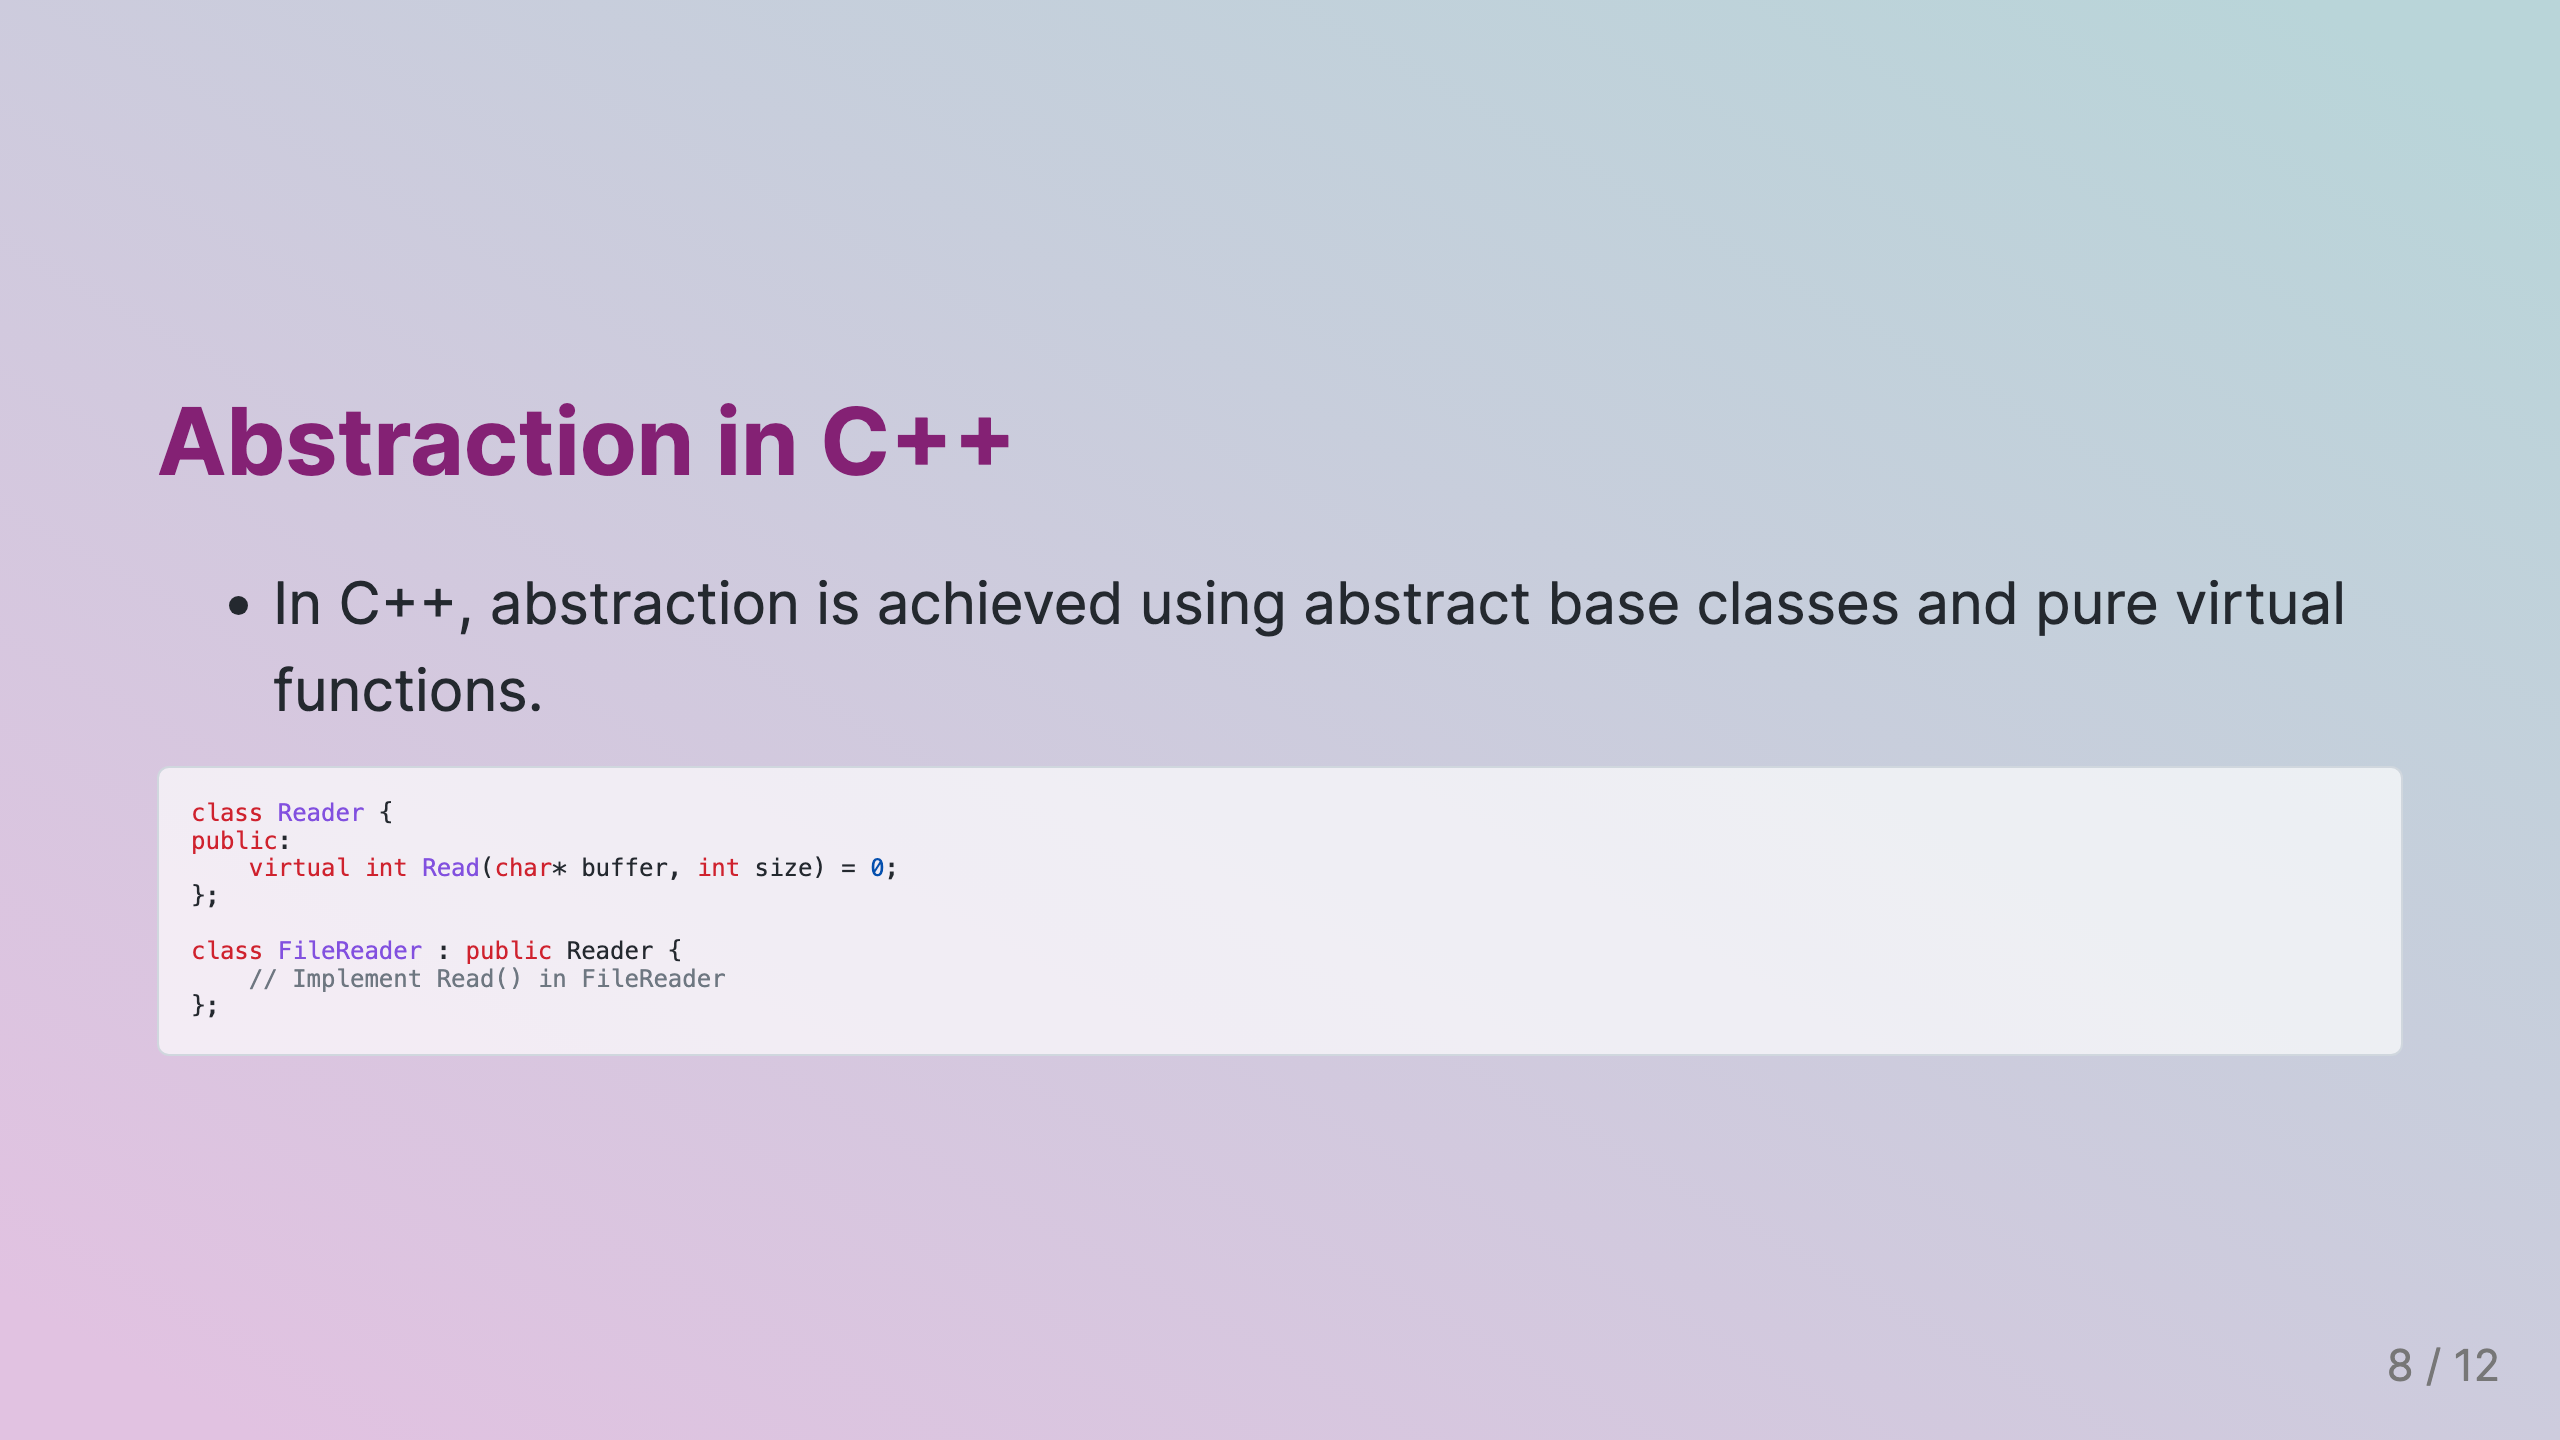 Abstraction in C++
• In C++, abstraction is achieved using abstract base classes and pure virtual
functions.
class Reader {
public:
    virtual int Read(char* buffer, int size) = 0;
};

class FileReader : public Reader {
    // Implement Read() in FileReader
};
8 / 12